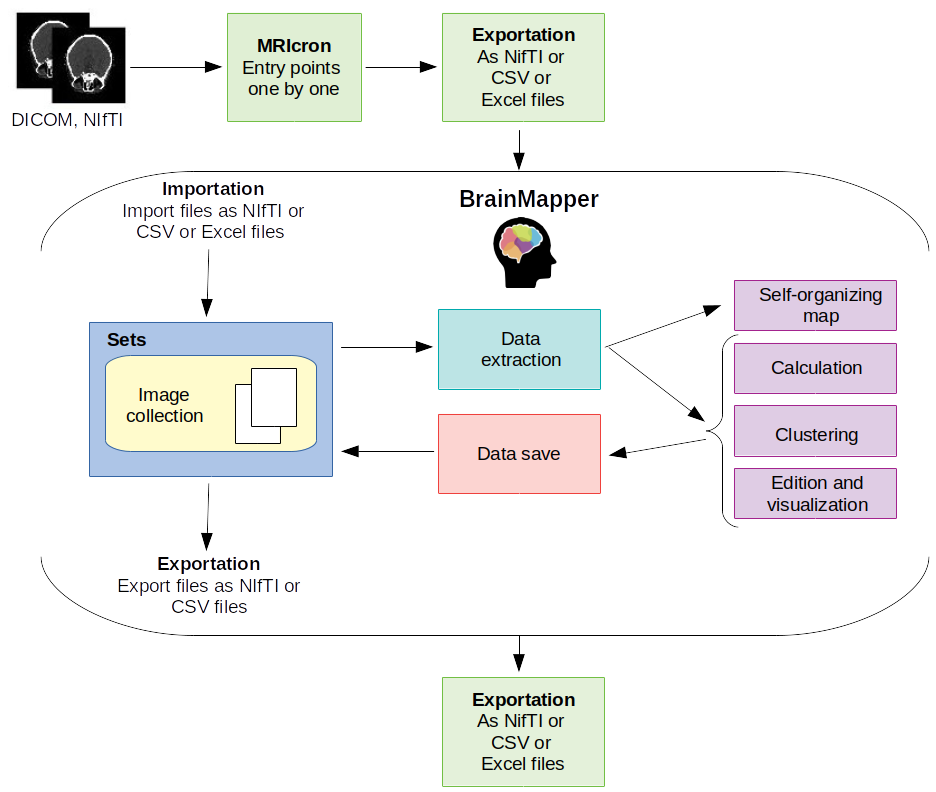 DICOM, NIfTI
MRIcron
Entry points
one by one
Exportation
As NifTI or
CSV or
Excel files
Importation
Import files as NIfTI or
CSV or Excel files
BrainMapper
Sets
Image
collection
Data
extraction
Data save
Self-organizing
map
Calculation
Clustering
Edition and
visualization
Exportation
Export files as NIfTI or
CSV files
Exportation
As NifTI or
CSV or
Excel files